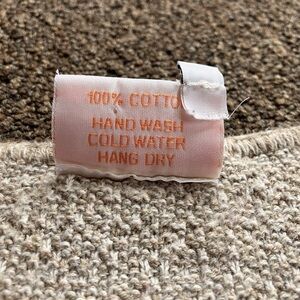 100% COTTO
HAND WASH
COLD WATER
HANG DRY